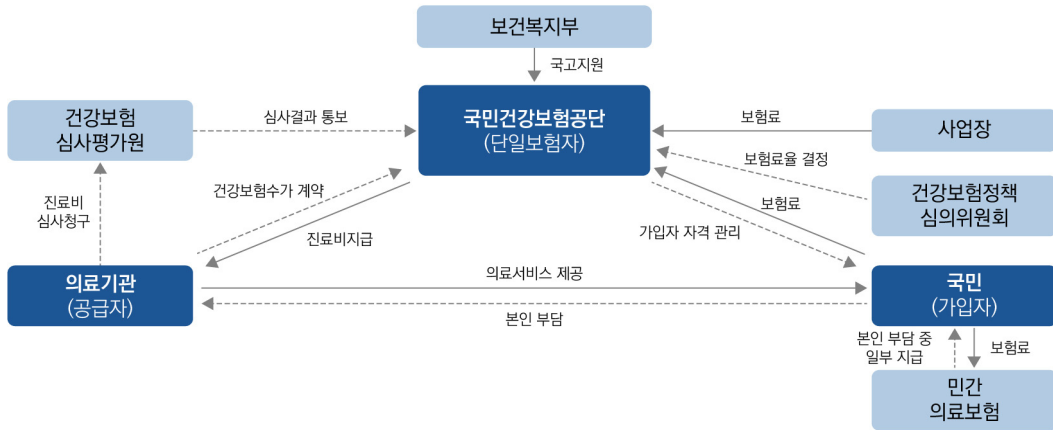 보건복지부
국고지원
건강보험
심사평가원
심사결과 통보
국민건강보험공단
(단일보험자)
보험료
사업장
보험료율 결정
건강보험정책
심의위원회
진료비
심사청구
건강보험수가 계약
진료비지급
보험료
가입자 자격 관리
의료기관
(공급자)
의료서비스 제공
본인 부담
국민
(가입자)
본인 부담 중
일부 지급
보험료
민간
의료보험